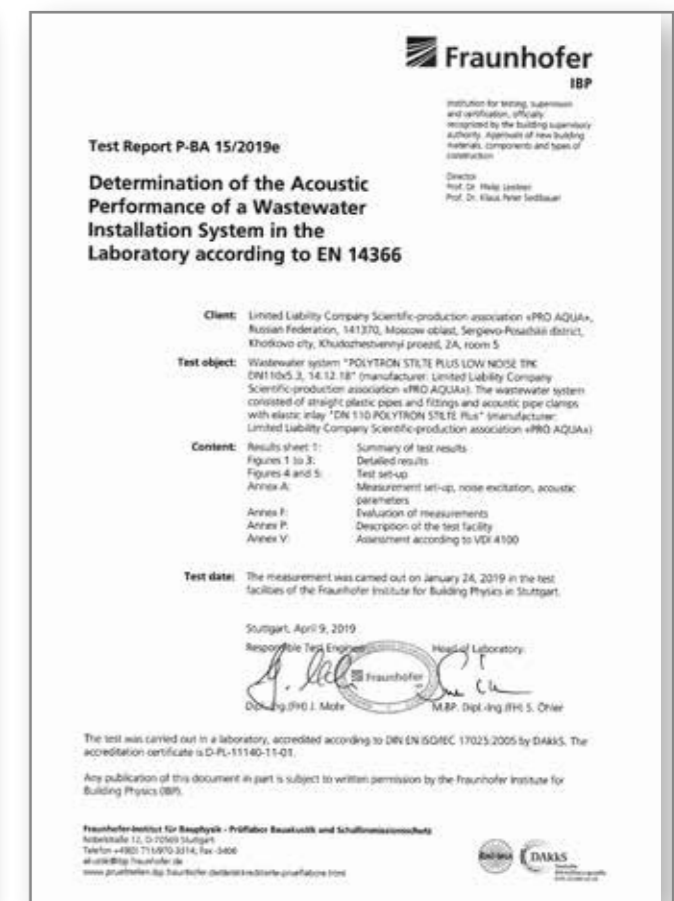 Fraunhofer
IBP
Institution for testing, supervision
and certification, officially
recognized by the building supervisory
authority. Approvals of new building
materials, components and types of
construction
Director
Prof. Dr. Philip Leistner
Prof. Dr. Klaus Peter Sedlbauer
Test Report P-BA 15/2019e
Determination of the Acoustic
Performance of a Wastewater
Installation System in the
Laboratory according to EN 14366
Client: Limited Liability Company Scientific-production association «PRO AQUA»,
Russian Federation, 141370, Moscow oblast, Sergievo-Posadskii district,
Khotkovo city, Khudozhestvennyi proezd, 2A, room 5
Test object: Wastewater system "POLYTRON STILTE PLUS LOW NOISE TPK
DN110x5.3, 14.12.18" (manufacturer: Limited Liability Company
Scientific-production association «PRO AQUA»). The wastewater system
consisted of straight plastic pipes and fittings and acoustic pipe clamps
with elastic inlay "DN 110 POLYTRON STILTE Plus" (manufacturer:
Limited Liability Company Scientific-production association «PRO AQUA»)
Content: Results sheet 1: Summary of test results
Figures 1 to 3: Detailed results
Figures 4 and 5: Test set-up
Annex A: Measurement set-up, noise excitation, acoustic
parameters
Annex F: Evaluation of measurements
Annex P: Description of the test facility
Annex V: Assessment according to VDI 4100
Test date: The measurement was carried out on January 24, 2019 in the test
facilities of the Fraunhofer Institute for Building Physics in Stuttgart.
Stuttgart, April 9, 2019
Responsible Test Engineer: Head of Laboratory:
Fraunhofer
Dipl.-Ing.(FH) J. Mohr M.BP. Dipl.-Ing.(FH) S. Öhler
The test was carried out in a laboratory, accredited according to DIN EN ISO/IEC 17025:2005 by DAkkS. The
accreditation certificate is D-PL-11140-11-01.
Any publication of this document in part is subject to written permission by the Fraunhofer Institute for
Building Physics (IBP).
Fraunhofer-Institut für Bauphysik - Prüflabor Bauakustik und Schallimmissionsschutz
Nobelstraße 12, D-70569 Stuttgart
Telefon +49(0) 711/970-3314; Fax -3406
akustik@ibp.fraunhofer.de
DAkkS